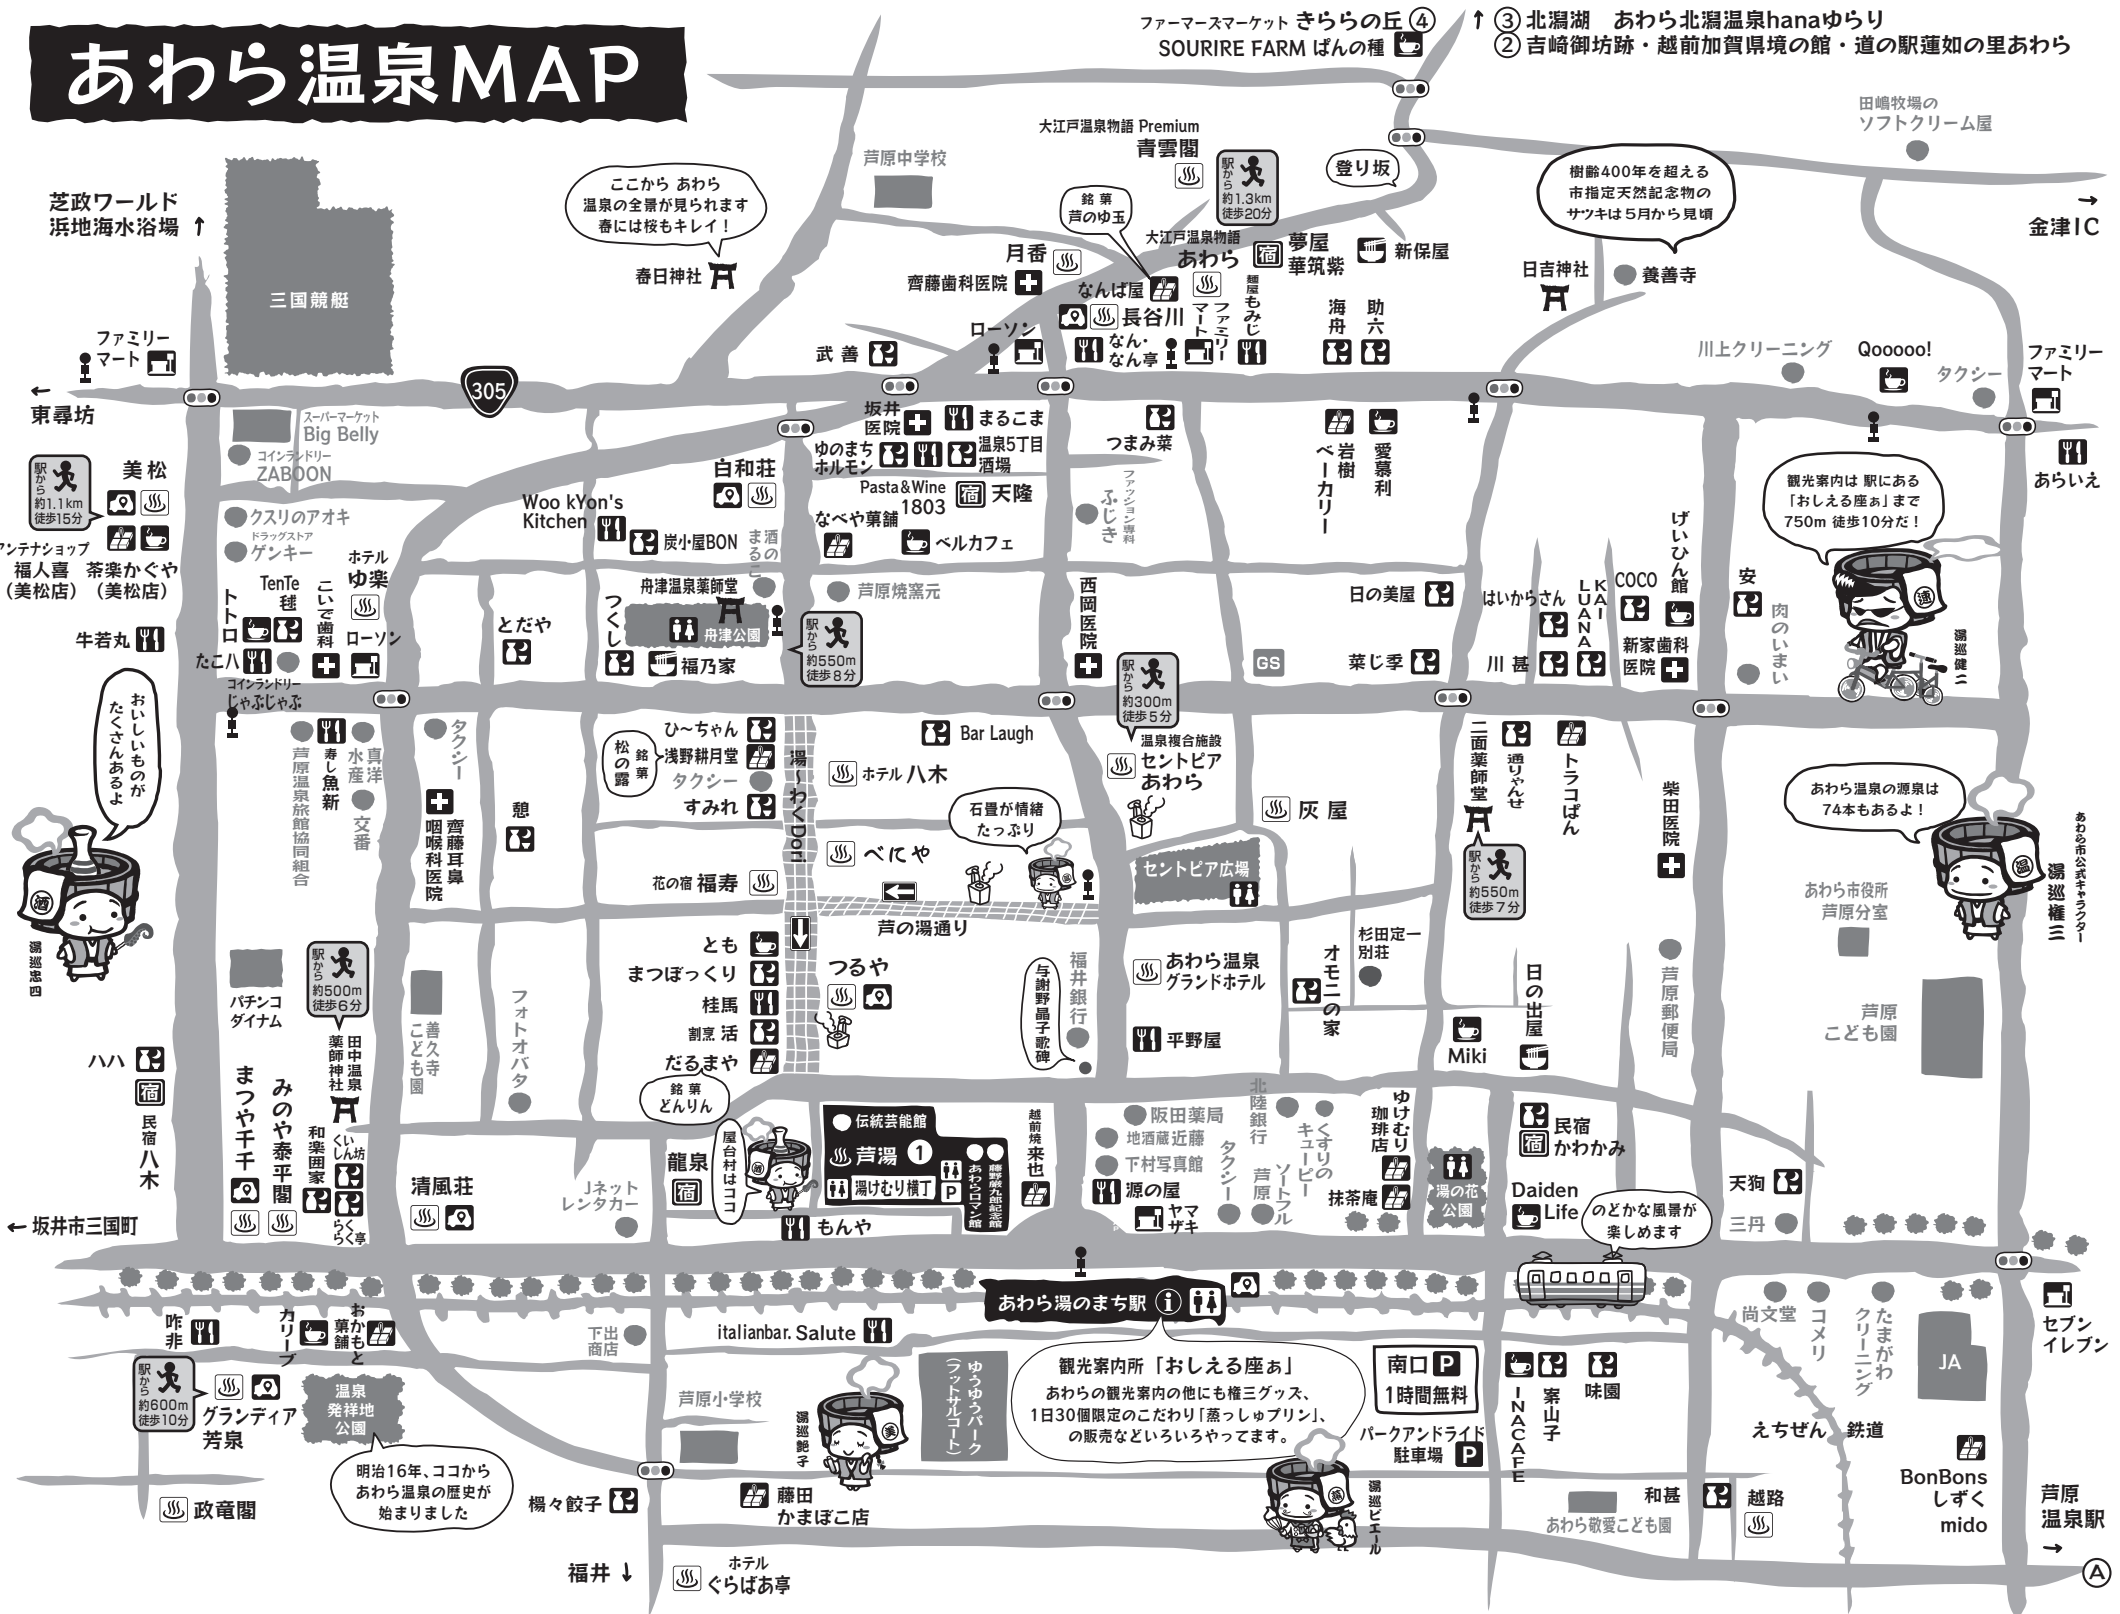 あわら温泉MAP
ファーマーズマーケット きららの丘 ④
SOURIRE FARM ぱんの種
↑ ③ 北潟湖　あわら北潟温泉hanaゆらり
② 吉崎御坊跡・越前加賀県境の館・道の駅蓮如の里あわら
田嶋牧場の
ソフトクリーム屋
大江戸温泉物語 Premium
青雲閣
駅から
約1.3km
徒歩20分
登り坂
芦原中学校
樹齢400年を超える
市指定天然記念物の
サツキは5月から見頃
→
金津IC
芝政ワールド
浜地海水浴場 ↑
三国競艇
ここから あわら
温泉の全景が見られます
春には桜もキレイ！
春日神社
銘菓
芦のゆ玉
大江戸温泉物語
あわら
宿
夢屋
華筑紫
新保屋
日吉神社
養善寺
月香
齊藤歯科医院
なんば屋
長谷川
ローソン
なん・
なん亭
ファミリー
マート
麺屋もみじ
海舟
助六
武善
ファミリー
マート
川上クリーニング
Qooooo!
タクシー
ファミリー
マート
←
東尋坊
305
スーパーマーケット
Big Belly
コインランドリー
ZABOON
坂井
医院
まるこま
ゆのまち
ホルモン
温泉5丁目
酒場
つまみ菜
岩樹
ベーカリー
愛慕利
あらいえ
駅から
約1.1km
徒歩15分
美松
アンテナショップ
福人喜
（美松店）
茶楽かぐや
（美松店）
クスリのアオキ
ドラッグストア
ゲンキー
ホテル
ゆ楽
白和荘
Woo kYon's
Kitchen
炭小屋BON
酒の
まるこ
Pasta&Wine
1803
宿
天隆
なべや菓舗
ベルカフェ
ファッション専科
ふじき
げいひん館
観光案内は 駅にある
「おしえる座ぁ」まで
750m 徒歩10分だ！
速
湯巡健二
トトロ
TenTe
毬
こいで歯科
ローソン
牛若丸
たこ八
コインランドリー
じゃぶじゃぶ
とだや
つくし
舟津温泉薬師堂
舟津公園
福乃家
芦原焼窯元
駅から
約550m
徒歩8分
西岡医院
駅から
約300m
徒歩5分
GS
日の美屋
菜じ季
はいからさん
川甚
KAI
LUANA
COCO
新家歯科
医院
安
肉のいまい
おいしいものが
たくさんあるよ
酒
湯巡忠四
芦原温泉旅館協同組合
寿し魚新
真洋
水産
交番
タクシー
齊藤耳鼻
咽喉科医院
憩
ひ～ちゃん
銘菓
松の露
浅野耕月堂
タクシー
すみれ
湯～わくDori
花の宿 福寿
Bar Laugh
ホテル 八木
石畳が情緒
たっぷり
べにや
芦の湯通り
温泉複合施設
セントピア
あわら
セントピア広場
灰屋
二面薬師堂
駅から
約550m
徒歩7分
通りゃんせ
トラコぱん
柴田医院
あわら温泉の源泉は
74本もあるよ！
温
あわら市公式キャラクター
湯巡権三
あわら市役所
芦原分室
芦原
こども園
パチンコ
ダイナム
駅から
約500m
徒歩6分
田中温泉
薬師神社
善久寺
こども園
フォトオバタ
とも
まつぼっくり
桂馬
割烹 活
だるまや
つるや
与謝野晶子歌碑
福井銀行
あわら温泉
グランドホテル
平野屋
オモニの家
杉田定一
別荘
日の出屋
Miki
芦原郵便局
ハハ
宿
民宿八木
まつや千千
みのや泰平閣
和楽囲家
くい
しん坊
らく
らく亭
清風荘
Jネット
レンタカー
銘菓
どんりん
龍泉
宿
屋台村はココ
酒
伝統芸能館
芦湯 ①
湯けむり横丁
P
藤野厳九郎記念館
あわらロマン館
越前焼来也
もんや
阪田薬局
地酒蔵近藤
下村写真館
源の屋
ヤマ
ザキ
タクシー
北陸銀行
芦原
ソートフル
キューピー
くすりの
ゆけむり
珈琲店
抹茶庵
湯の花
公園
宿
民宿
かわかみ
Daiden
Life
のどかな風景が
楽しめます
天狗
三丹
← 坂井市三国町
あわら湯のまち駅 i
咋非
カリーブ
おかもと
菓舗
下出
商店
italianbar. Salute
駅から
約600m
徒歩10分
グランディア
芳泉
温泉
発祥地
公園
明治16年、ココから
あわら温泉の歴史が
始まりました
政竜閣
芦原小学校
美
湯巡艶子
ゆうゆうパーク
（フットサルコート）
観光案内所「おしえる座ぁ」
あわらの観光案内の他にも権三グッズ、
1日30個限定のこだわり「蒸っしゅプリン」、
の販売などいろいろやってます。
蒸
湯巡ピエール
南口 P
1時間無料
パークアンドライド
駐車場 P
INACAFE
案山子
味園
尚文堂
コメリ
たまがわ
クリーニング
JA
セブン
イレブン
えちぜん 鉄道
楊々餃子
藤田
かまぼこ店
あわら敬愛こども園
和甚
越路
BonBons
しずく
mido
芦原
温泉駅
→
福井 ↓
ホテル
ぐらばあ亭
Ⓐ